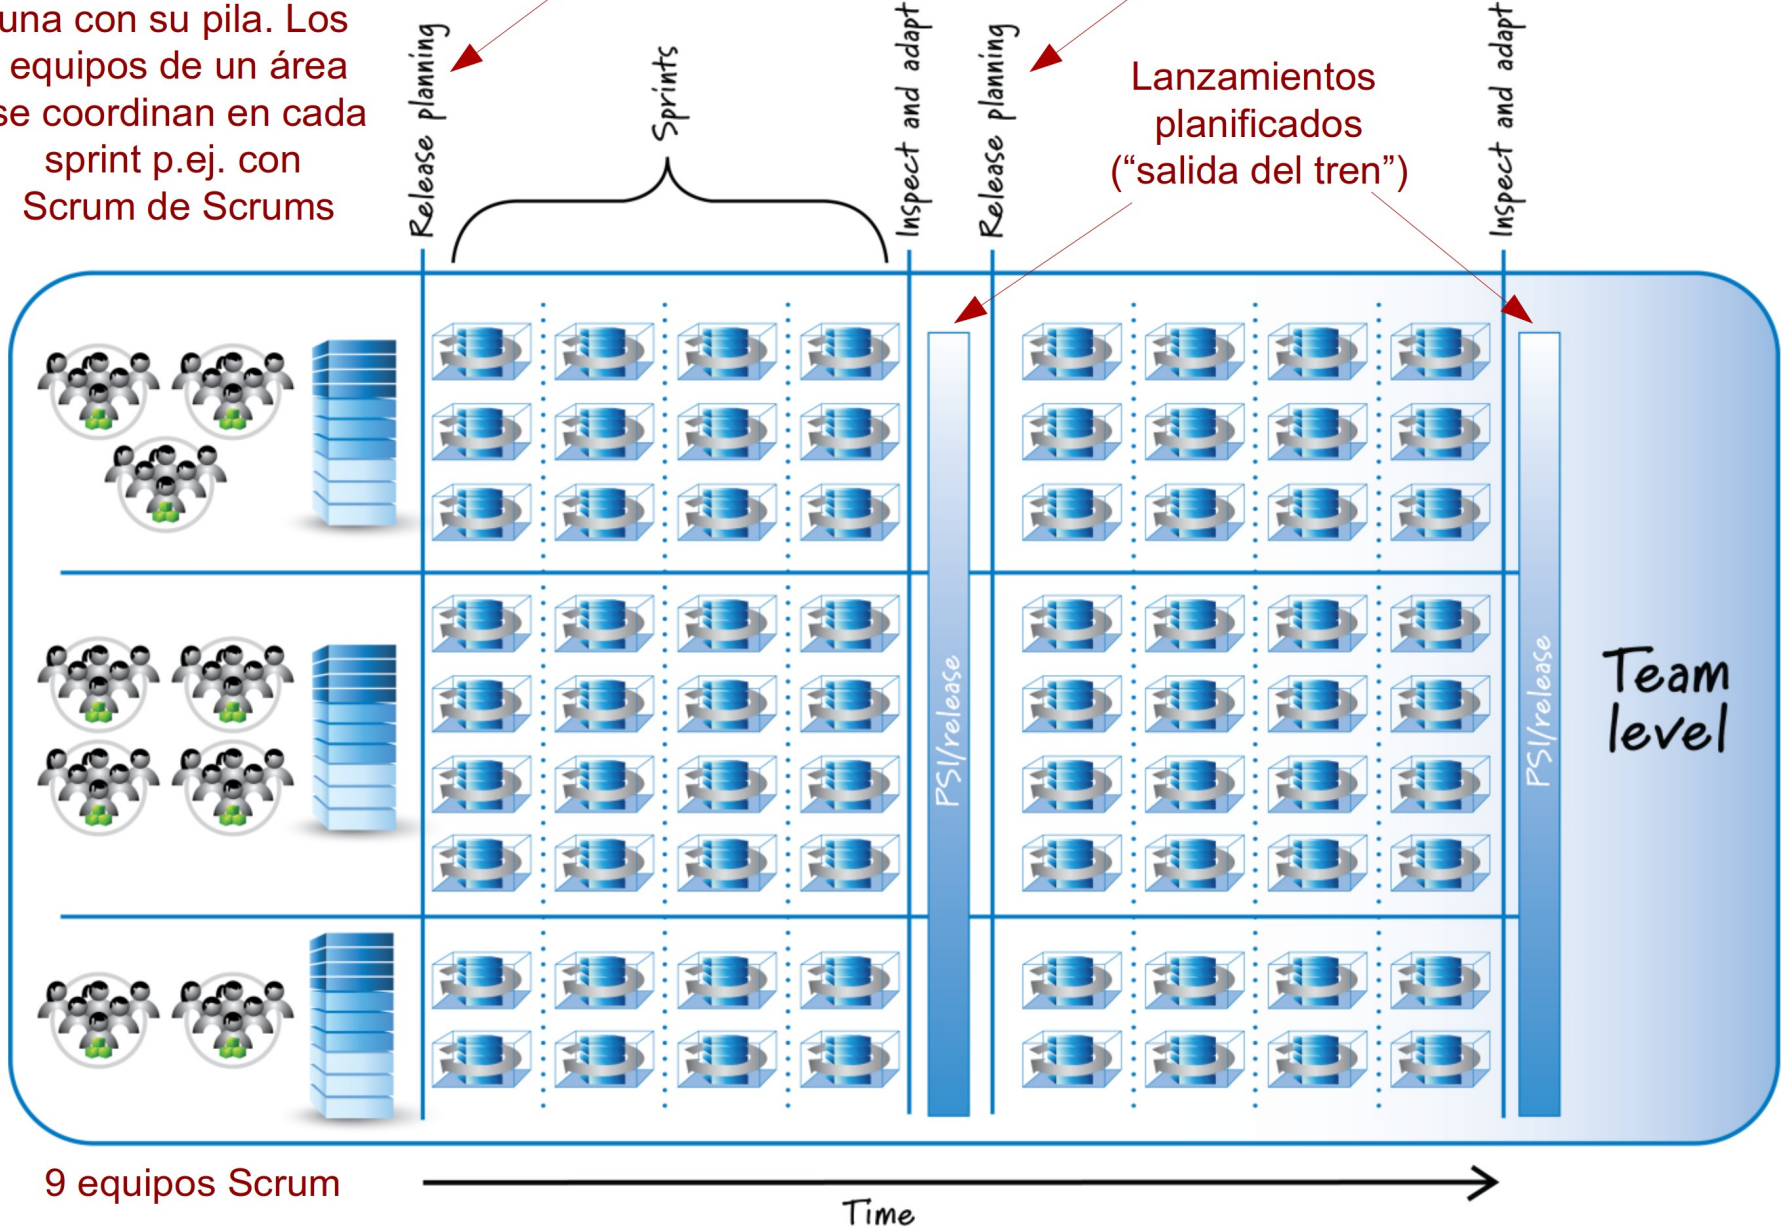 una con su pila. Los
equipos de un área
se coordinan en cada
sprint p.ej. con
Scrum de Scrums
Release planning
Sprints
Inspect and adapt
Release planning
Lanzamientos
planificados
(“salida del tren”)
Inspect and adapt
PSI/release
PSI/release
Team
level
9 equipos Scrum
Time